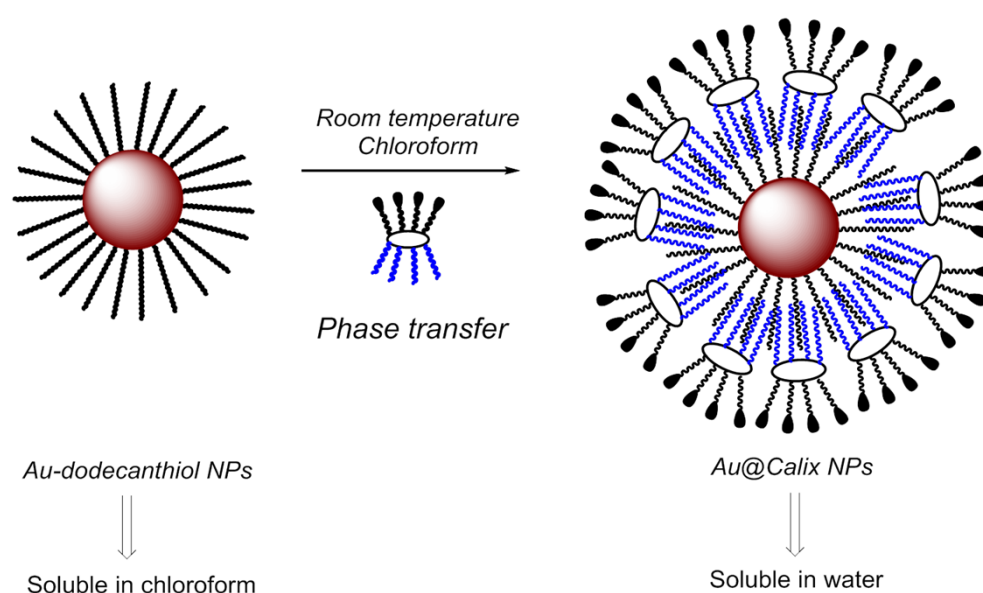 Room temperature
Chloroform
Phase transfer
Au-dodecanthiol NPs
Au@Calix NPs
Soluble in chloroform
Soluble in water